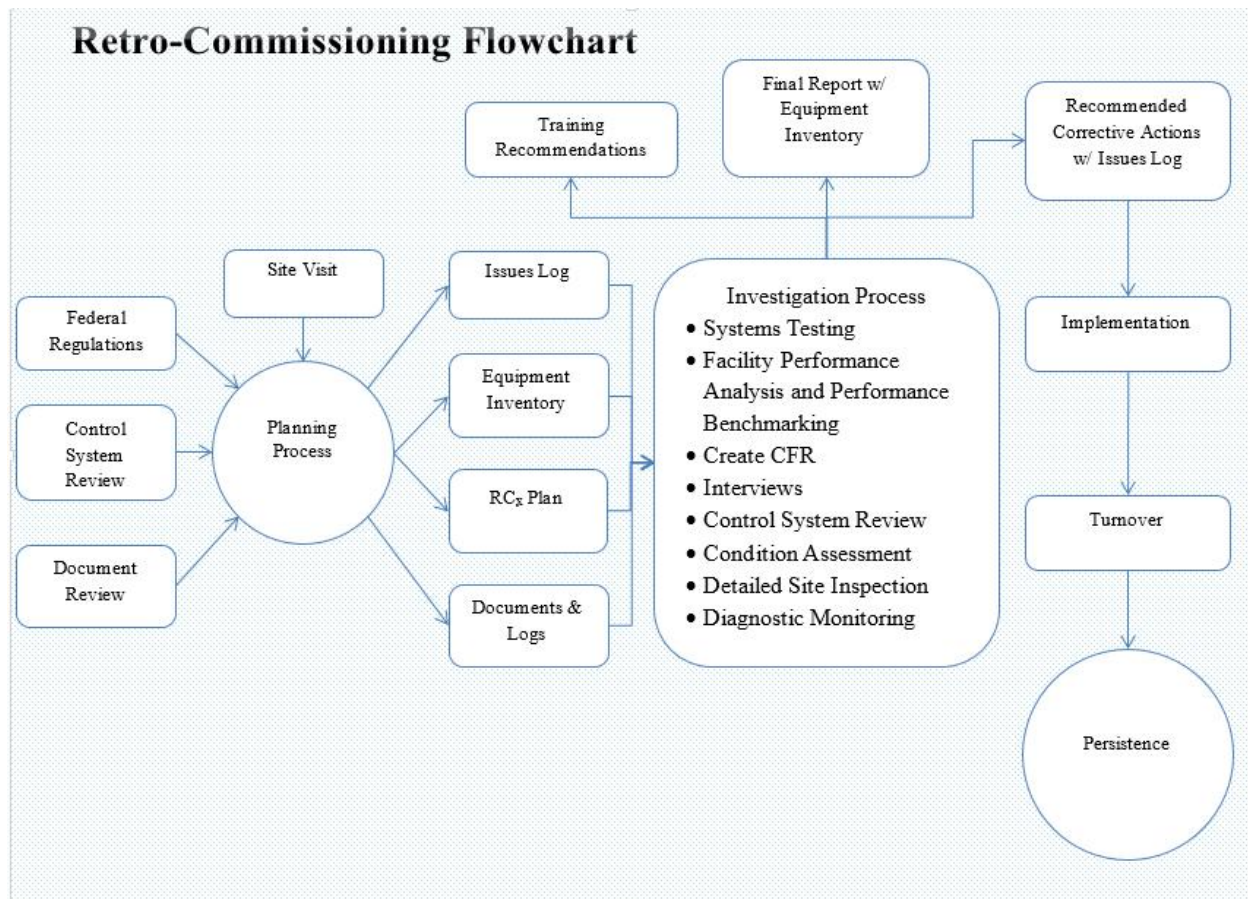 Retro-Commissioning Flowchart
Training
Recommendations
Final Report w/
Equipment
Inventory
Recommended
Corrective Actions
w/ Issues Log
Site Visit
Federal
Regulations
Control
System
Review
Document
Review
Planning
Process
Issues Log
Equipment
Inventory
RCx Plan
Documents &
Logs
Investigation Process
• Systems Testing
• Facility Performance
Analysis and Performance
Benchmarking
• Create CFR
• Interviews
• Control System Review
• Condition Assessment
• Detailed Site Inspection
• Diagnostic Monitoring
Implementation
Turnover
Persistence